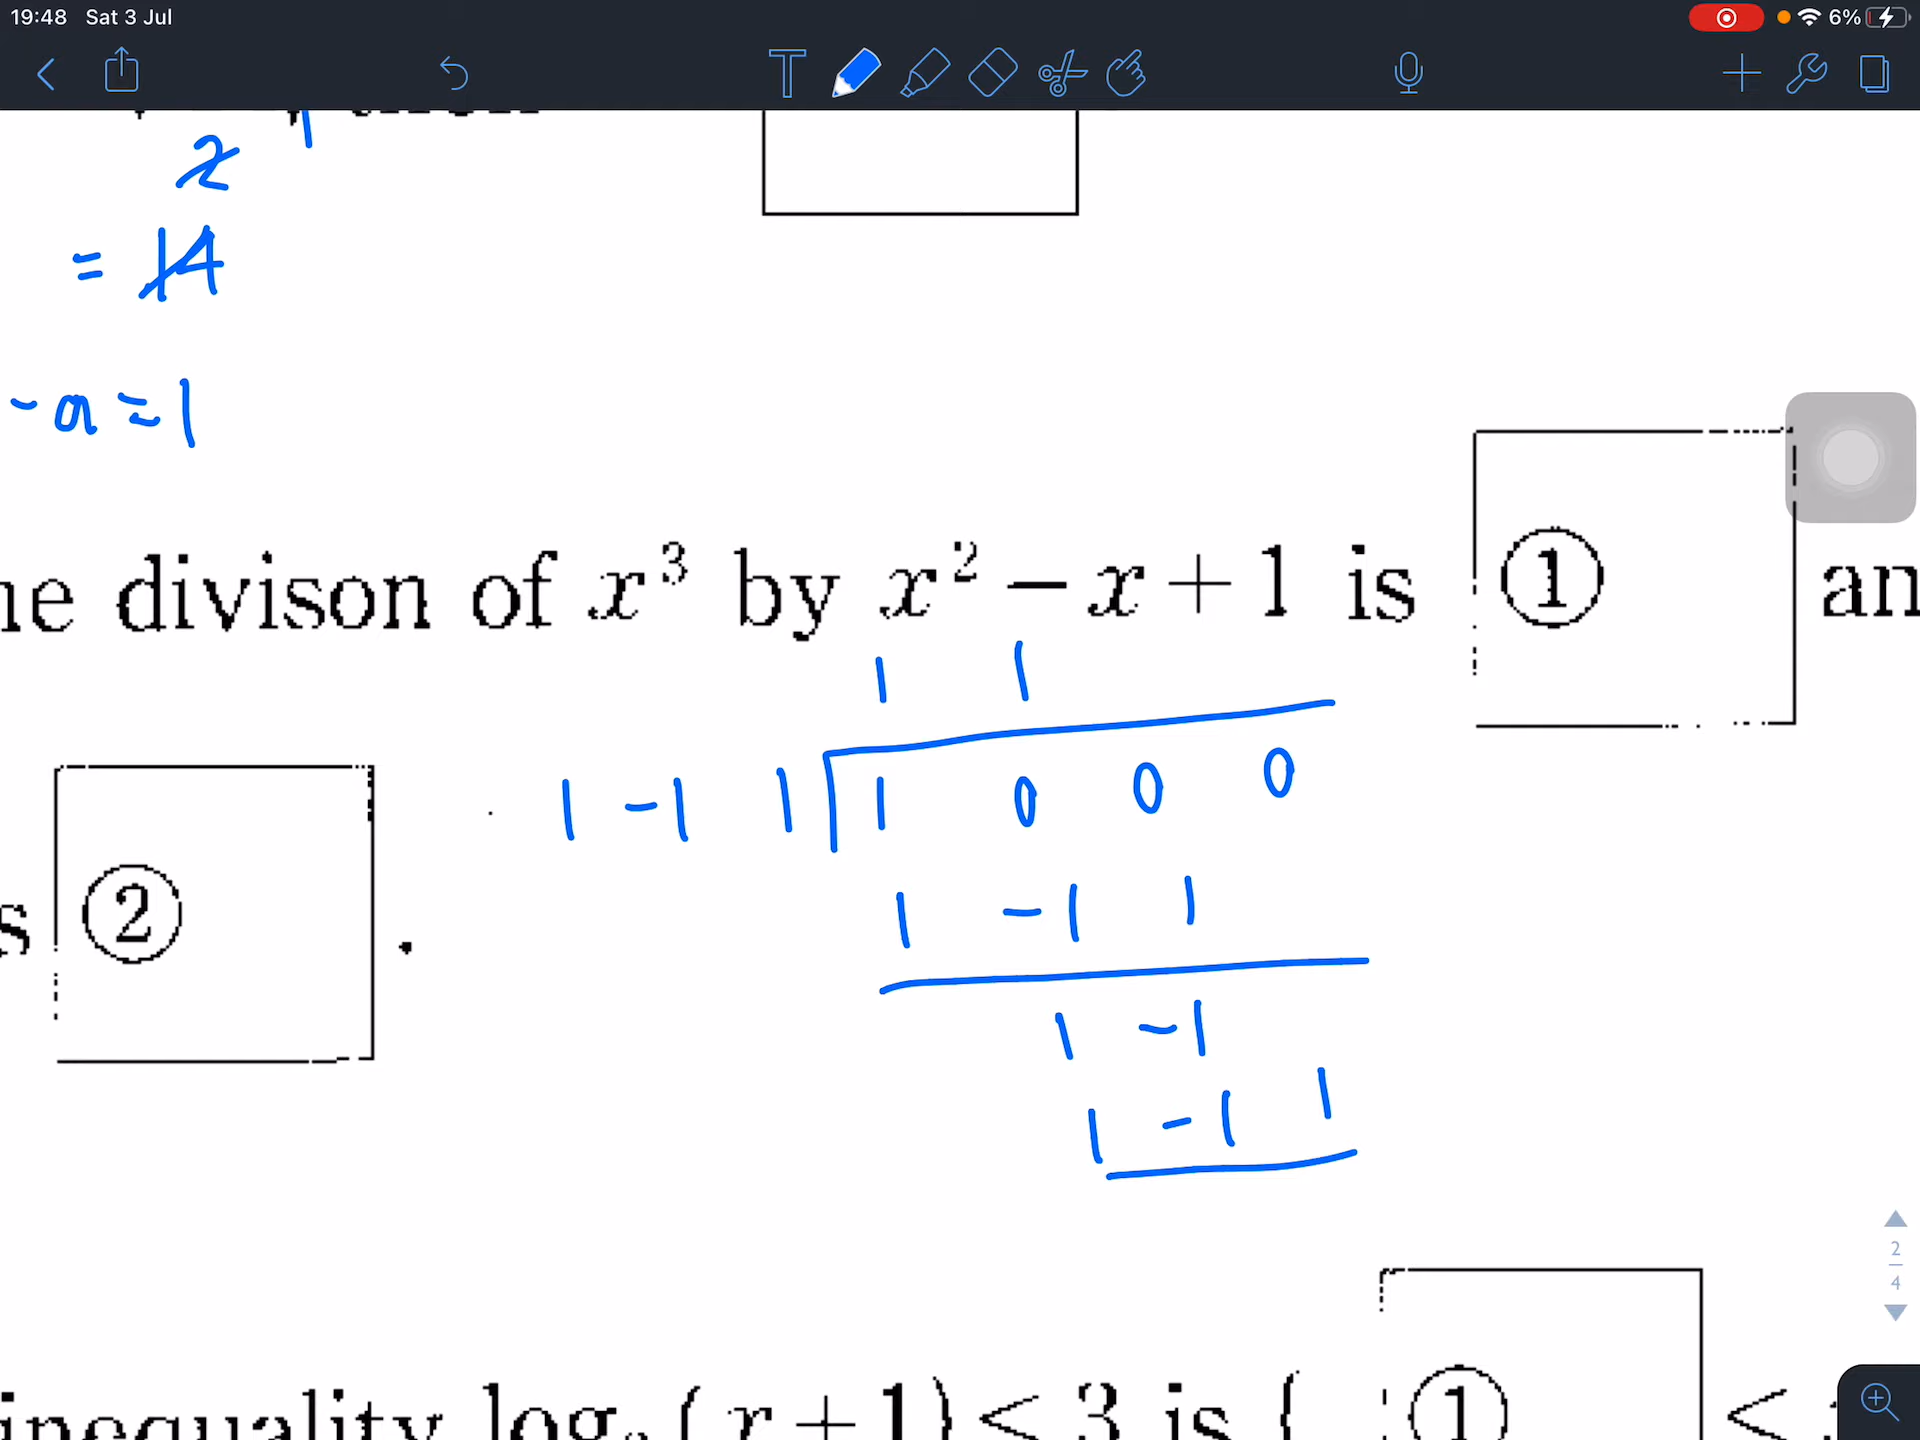 19:48 Sat 3 Jul
6%
T
2
= 14
- a = 1
he divison of x³ by x² − x + 1 is ① an
1 1
1 -1 1 1 0 0 0
s ② .
1 -1 1
1 -1
1 -1 1
2
4
inequality log (x + 1) < 3 is { ① <